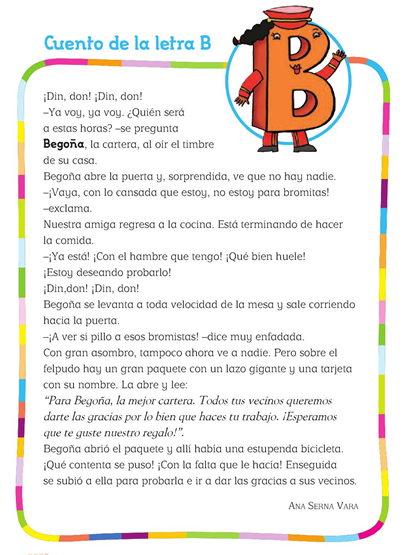 Cuento de la letra B
B
¡Din, don! ¡Din, don!
–Ya voy, ya voy. ¿Quién será
a estas horas? –se pregunta
Begoña, la cartera, al oír el timbre
de su casa.
Begoña abre la puerta y, sorprendida, ve que no hay nadie.
–¡Vaya, con lo cansada que estoy, no estoy para bromitas!
–exclama.
Nuestra amiga regresa a la cocina. Está terminando de hacer
la comida.
–¡Ya está! ¡Con el hambre que tengo! ¡Qué bien huele!
¡Estoy deseando probarlo!
¡Din,don! ¡Din, don!
Begoña se levanta a toda velocidad de la mesa y sale corriendo
hacia la puerta.
–¡A ver si pillo a esos bromistas! –dice muy enfadada.
Con gran asombro, tampoco ahora ve a nadie. Pero sobre el
felpudo hay un gran paquete con un lazo gigante y una tarjeta
con su nombre. La abre y lee:
“Para Begoña, la mejor cartera. Todos tus vecinos queremos
darte las gracias por lo bien que haces tu trabajo. ¡Esperamos
que te guste nuestro regalo!”.
Begoña abrió el paquete y allí había una estupenda bicicleta.
¡Qué contenta se puso! ¡Con la falta que le hacía! Enseguida
se subió a ella para probarla e ir a dar las gracias a sus vecinos.
Ana Serna Vara